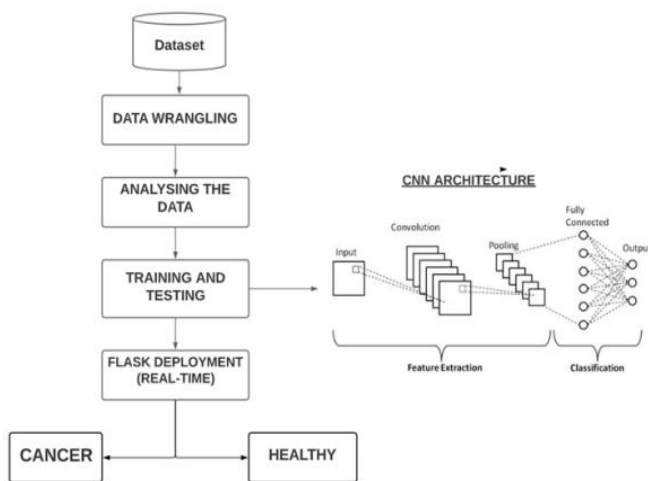 Dataset
DATA WRANGLING
ANALYSING THE
DATA
TRAINING AND
TESTING
FLASK DEPLOYMENT
(REAL-TIME)
CANCER
HEALTHY
CNN ARCHITECTURE
Input
Convolution
Pooling
Fully
Connected
Output
Feature Extraction
Classification